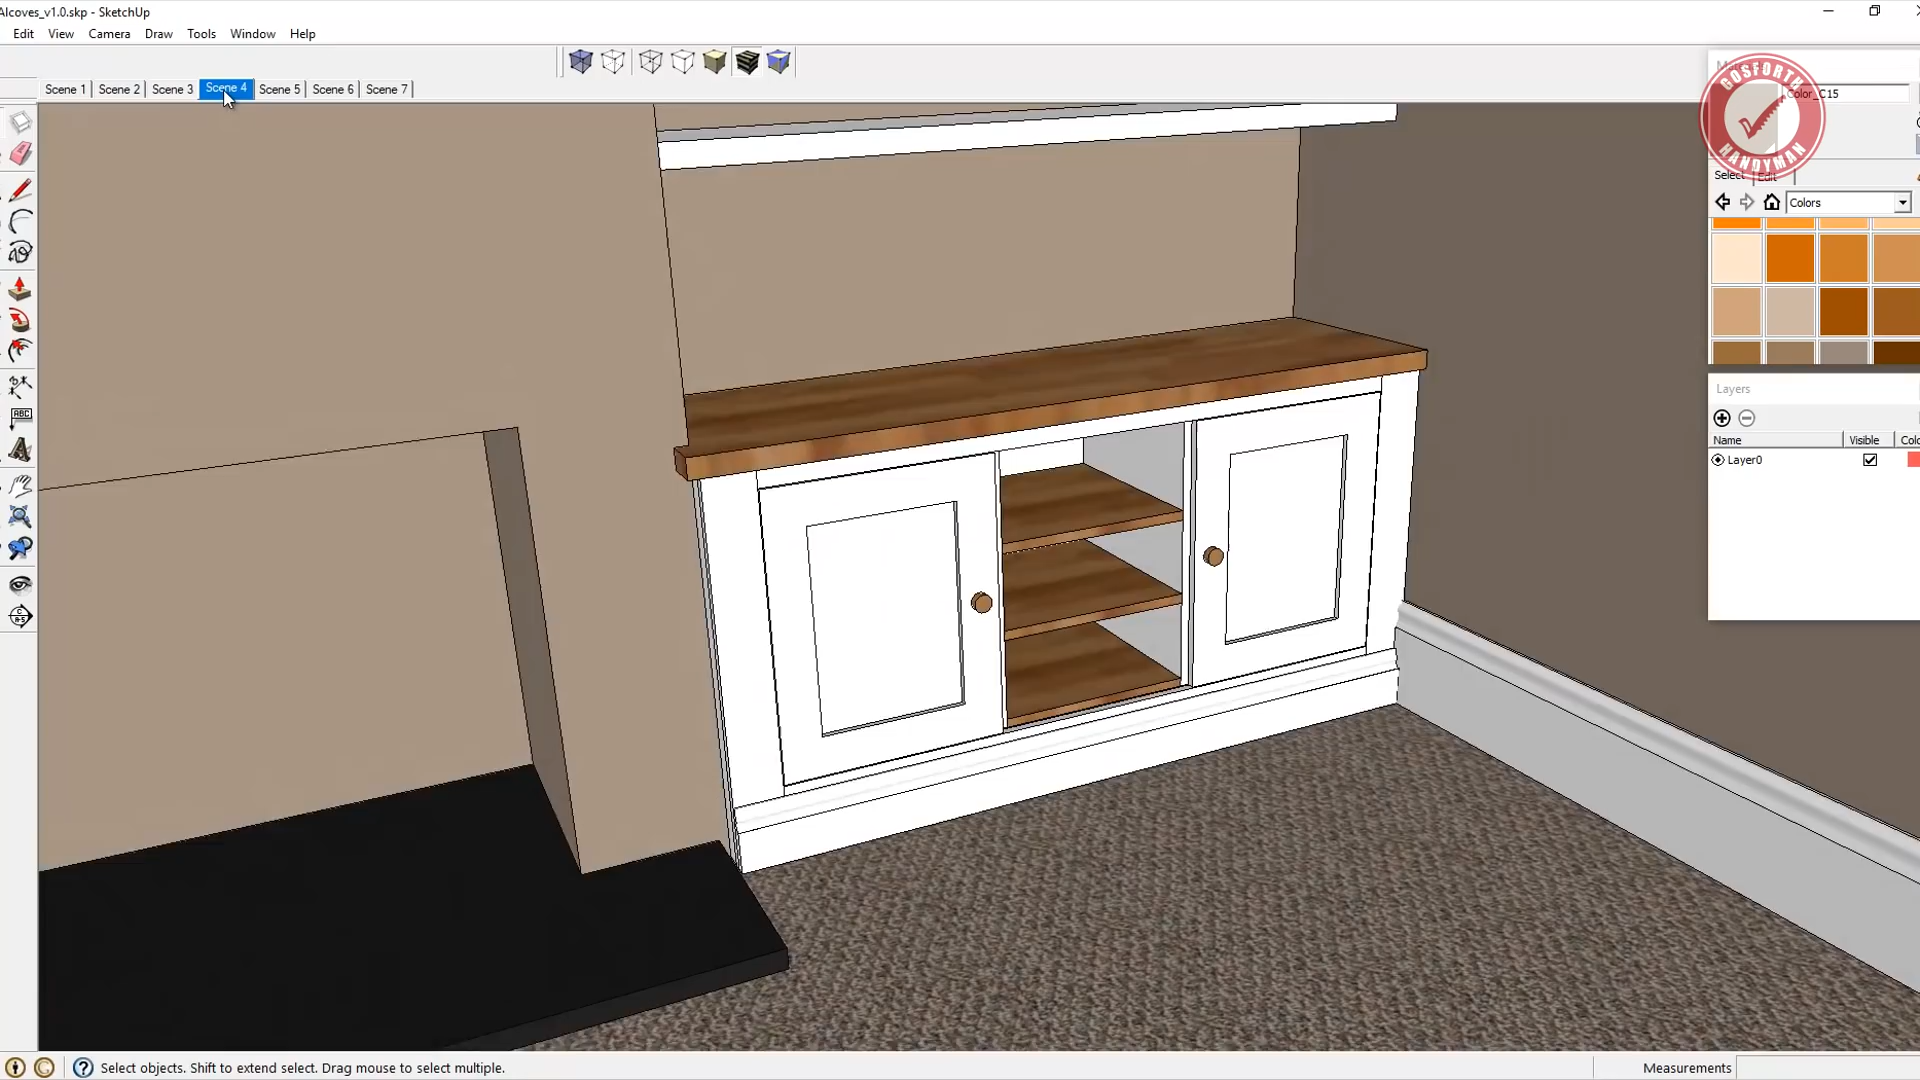 Alcoves_v1.0.skp - SketchUp
Edit View Camera Draw Tools Window Help
Scene 1 Scene 2 Scene 3 Scene 4 Scene 5 Scene 6 Scene 7
GOSFORTH
HANDYMAN
Color_C15
Select Edit
Colors
Layers
Name Visible Colo
Layer0
ABC
Select objects. Shift to extend select. Drag mouse to select multiple.
Measurements